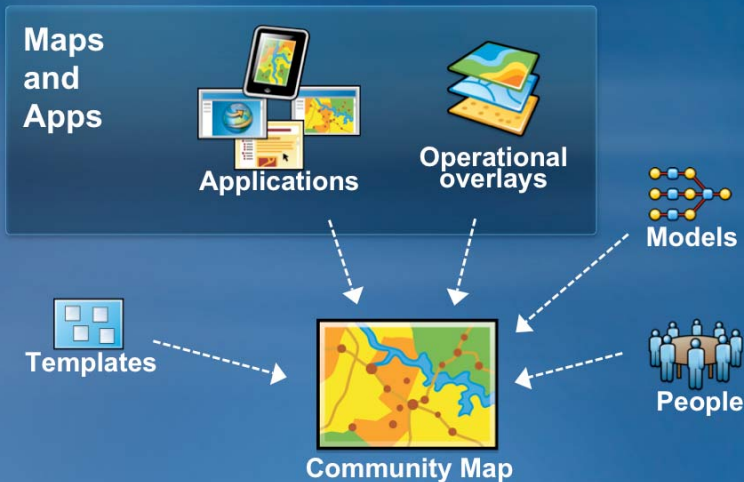 Maps
and
Apps
Applications
Operational
overlays
Models
Templates
People
Community Map